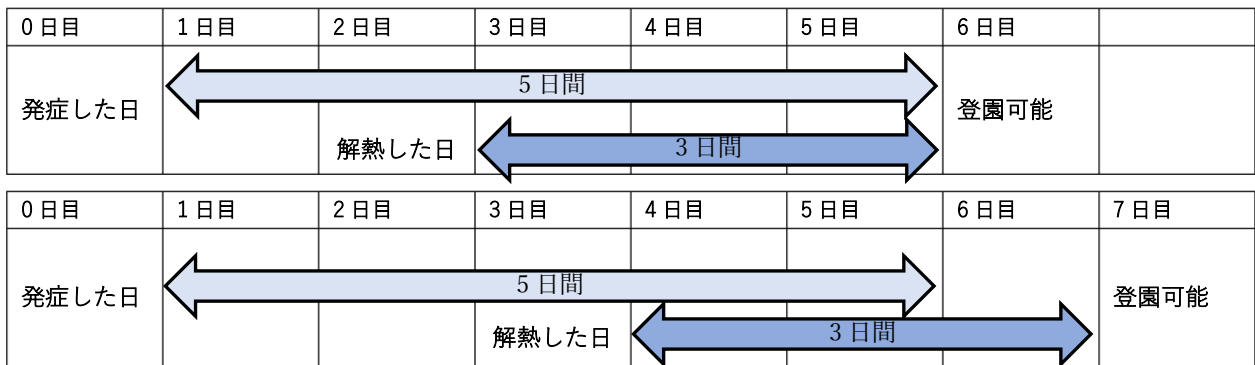 ０日目 １日目 ２日目 ３日目 ４日目 ５日目 ６日目
５日間
発症した日 登園可能
解熱した日 ３日間
０日目 １日目 ２日目 ３日目 ４日目 ５日目 ６日目 ７日目
５日間
発症した日 登園可能
解熱した日 ３日間